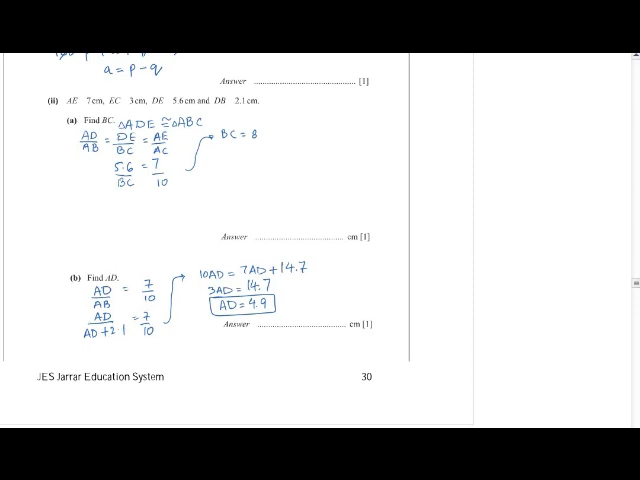 a = p - q
Answer ............................................ [1]
(ii) AE 7 cm, EC 3 cm, DE 5.6 cm and DB 2.1 cm.
(a) Find BC. △ADE ≅ △ABC
AD/AB = DE/BC = AE/AC
5.6/BC = 7/10
BC = 8
Answer ...................................... cm [1]
(b) Find AD.
AD/AB = 7/10
AD/AD+2.1 = 7/10
10AD = 7AD + 14.7
3AD = 14.7
AD = 4.9
Answer ...................................... cm [1]
JES Jarrar Education System 30